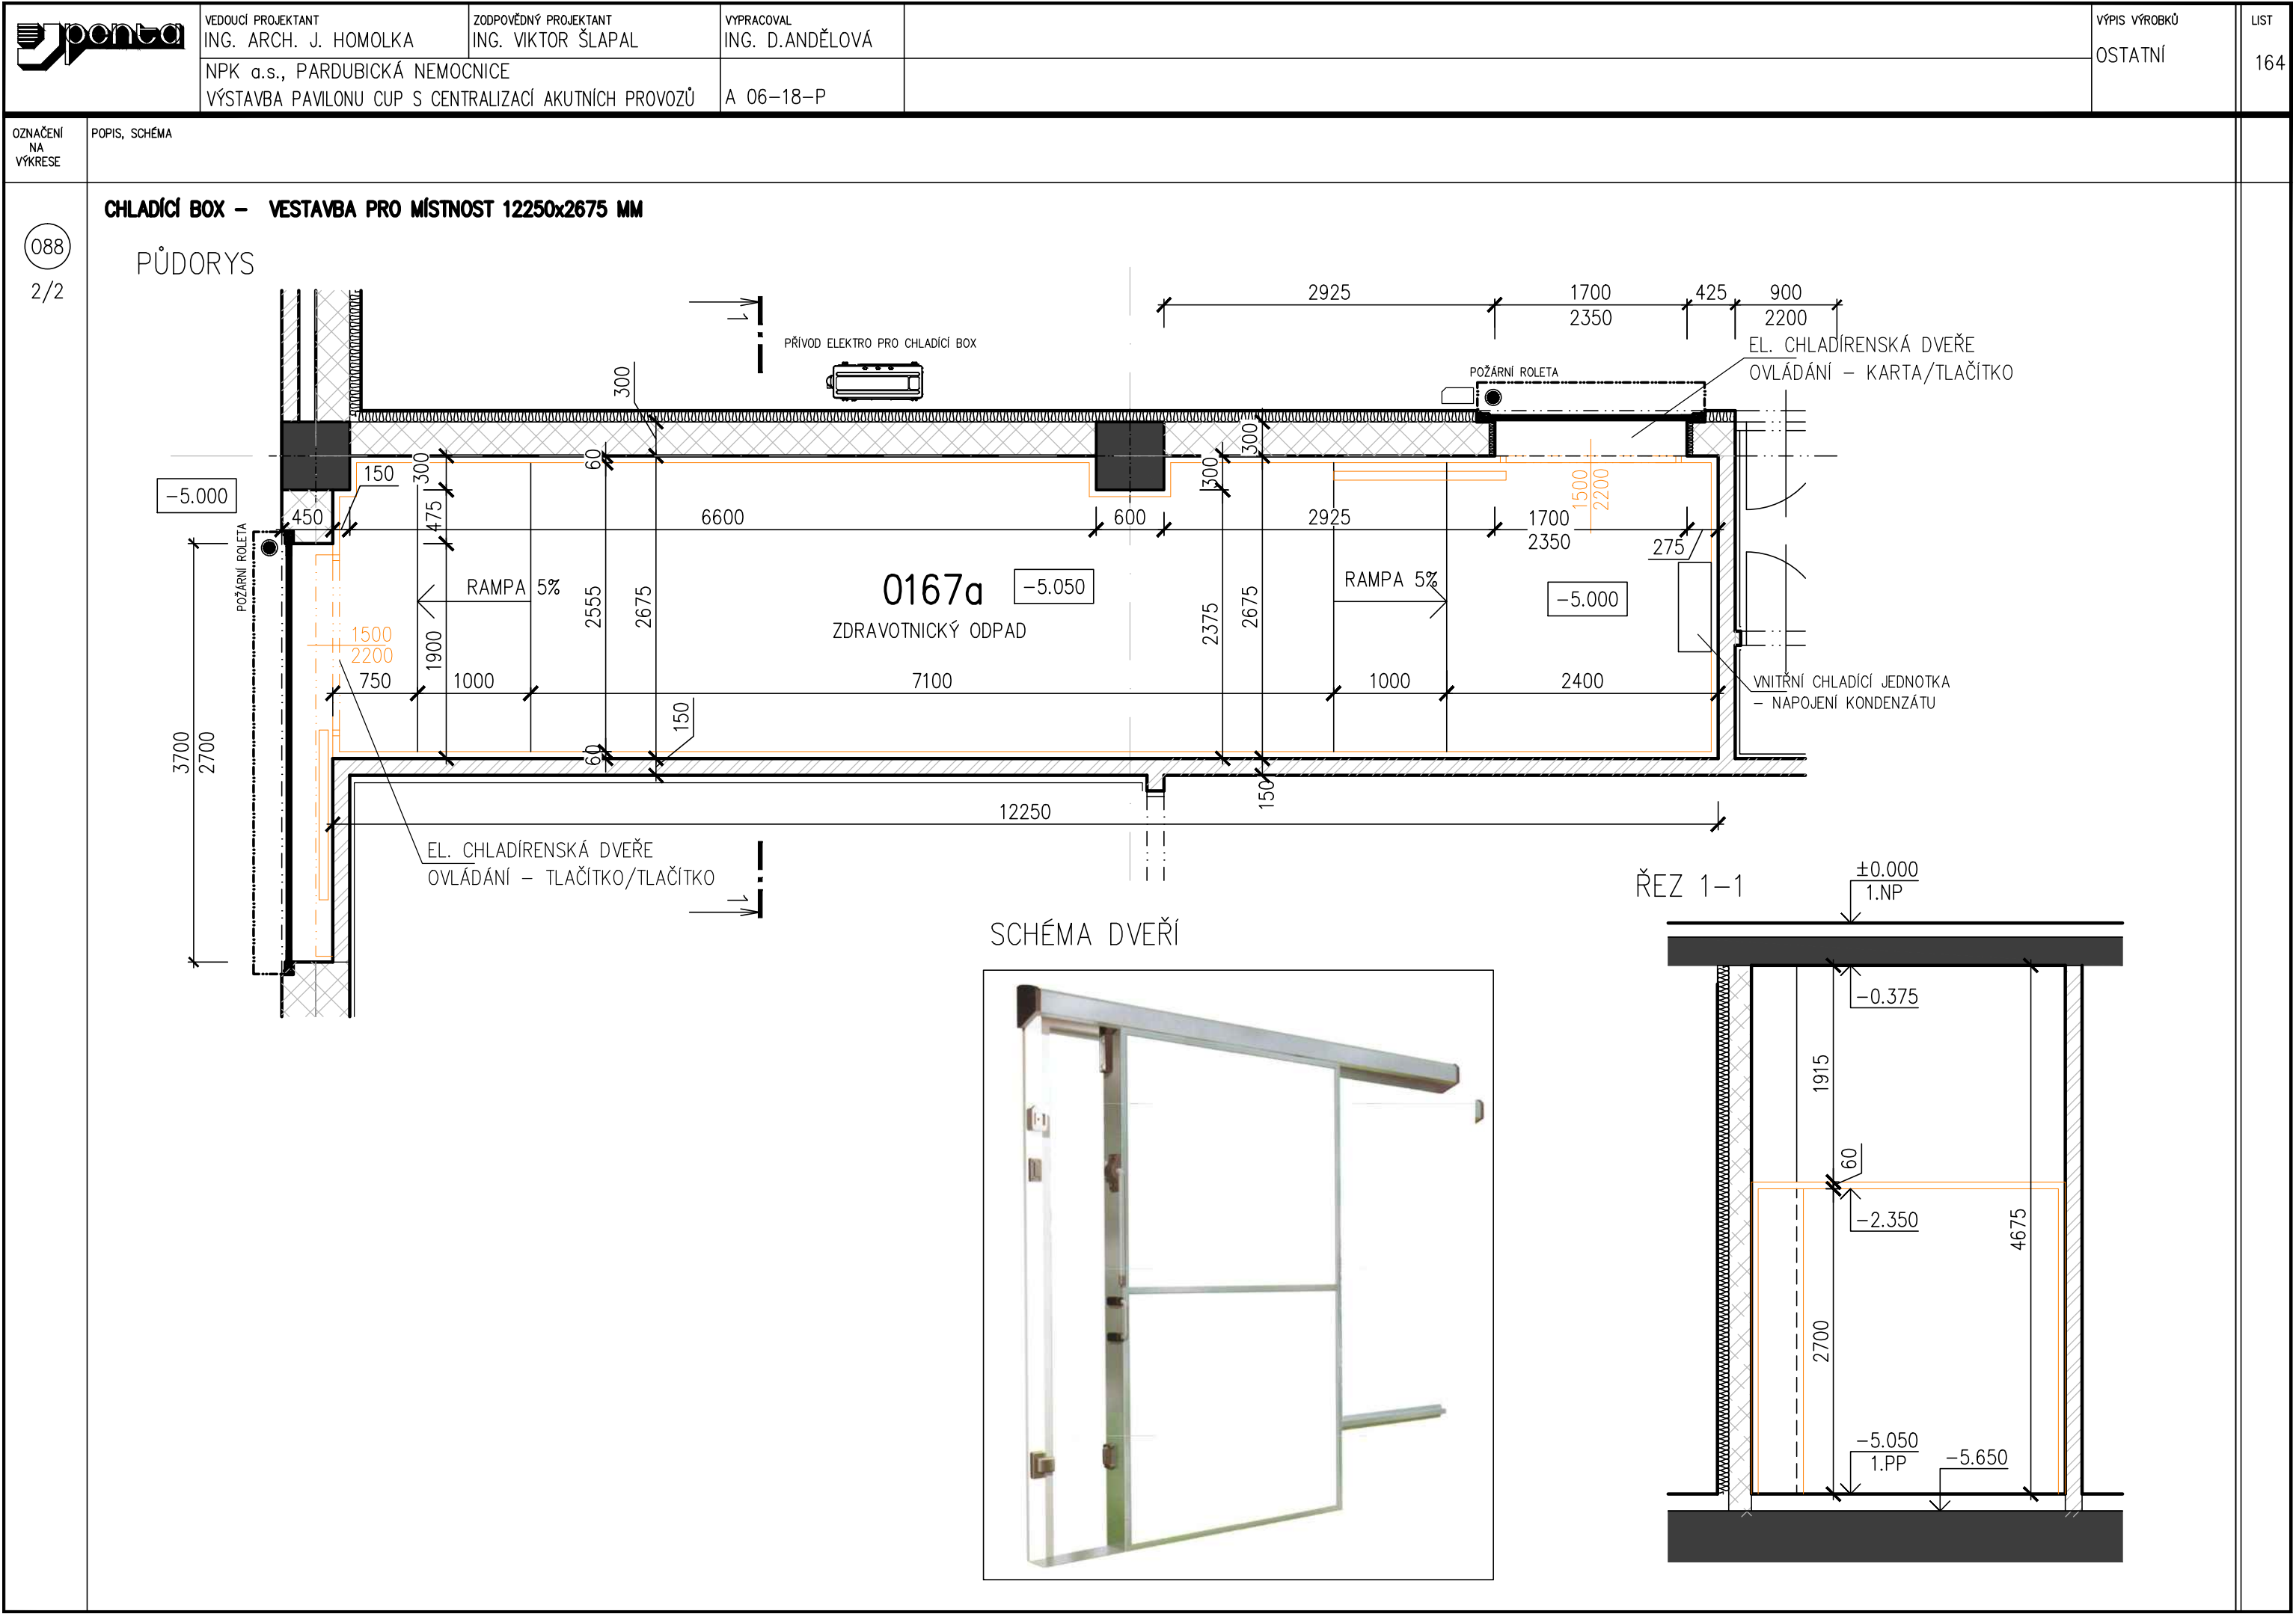 ponta
VEDOUCÍ PROJEKTANT
ING. ARCH. J. HOMOLKA
ZODPOVĚDNÝ PROJEKTANT
ING. VIKTOR ŠLAPAL
VYPRACOVAL
ING. D.ANDĚLOVÁ
VÝPIS VÝROBKŮ
OSTATNÍ
LIST
164
NPK a.s., PARDUBICKÁ NEMOCNICE
VÝSTAVBA PAVILONU CUP S CENTRALIZACÍ AKUTNÍCH PROVOZŮ
A 06-18-P
OZNAČENÍ
NA
VÝKRESE
POPIS, SCHÉMA
CHLADÍCÍ BOX - VESTAVBA PRO MÍSTNOST 12250x2675 MM
088
2/2
PŮDORYS
2925
1700
2350
425
900
2200
1
PŘÍVOD ELEKTRO PRO CHLADÍCÍ BOX
EL. CHLADÍRENSKÁ DVEŘE
OVLÁDÁNÍ - KARTA/TLAČÍTKO
POŽÁRNÍ ROLETA
300
300
60
300
300
150
-5.000
1500
2200
450
475
6600
600
2925
1700
2350
275
POŽÁRNÍ ROLETA
RAMPA 5%
2555
2675
0167a
-5.050
ZDRAVOTNICKÝ ODPAD
2375
2675
RAMPA 5%
-5.000
1500
2200
1900
750
1000
7100
1000
2400
VNITŘNÍ CHLADÍCÍ JEDNOTKA
- NAPOJENÍ KONDENZÁTU
150
60
3700
2700
150
12250
EL. CHLADÍRENSKÁ DVEŘE
OVLÁDÁNÍ - TLAČÍTKO/TLAČÍTKO
1
SCHÉMA DVEŘÍ
ŘEZ 1-1
±0.000
1.NP
-0.375
1915
60
-2.350
4675
2700
-5.050
1.PP
-5.650